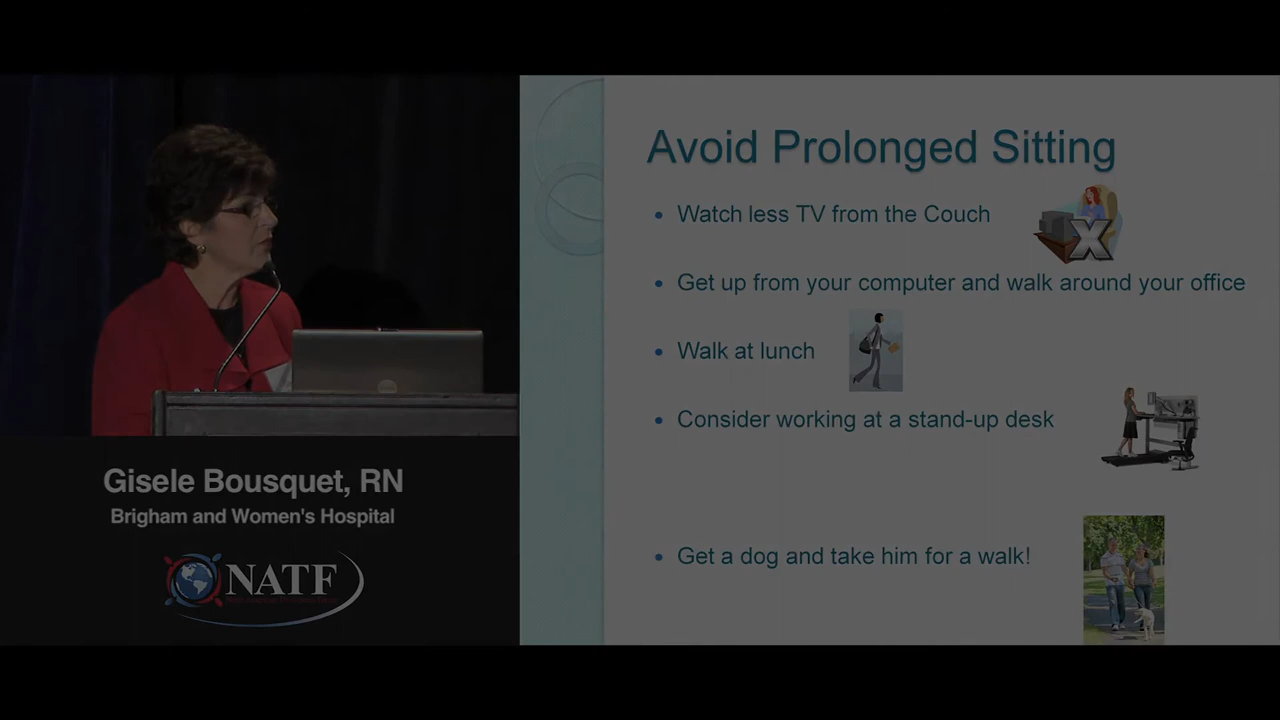 Avoid Prolonged Sitting
Watch less TV from the Couch
X
Get up from your computer and walk around your office
Walk at lunch
Consider working at a stand-up desk
Get a dog and take him for a walk!
Gisele Bousquet, RN
Brigham and Women's Hospital
NATF